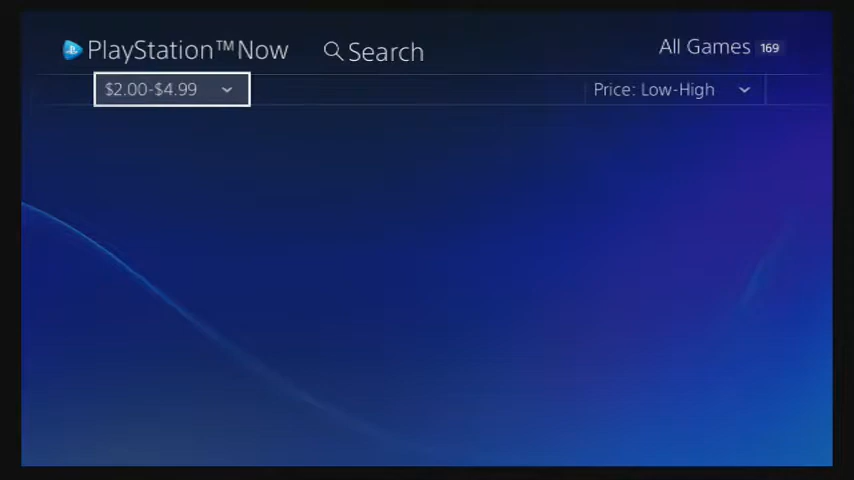 PlayStation™Now
Search
All Games 169
$2.00-$4.99
Price: Low-High